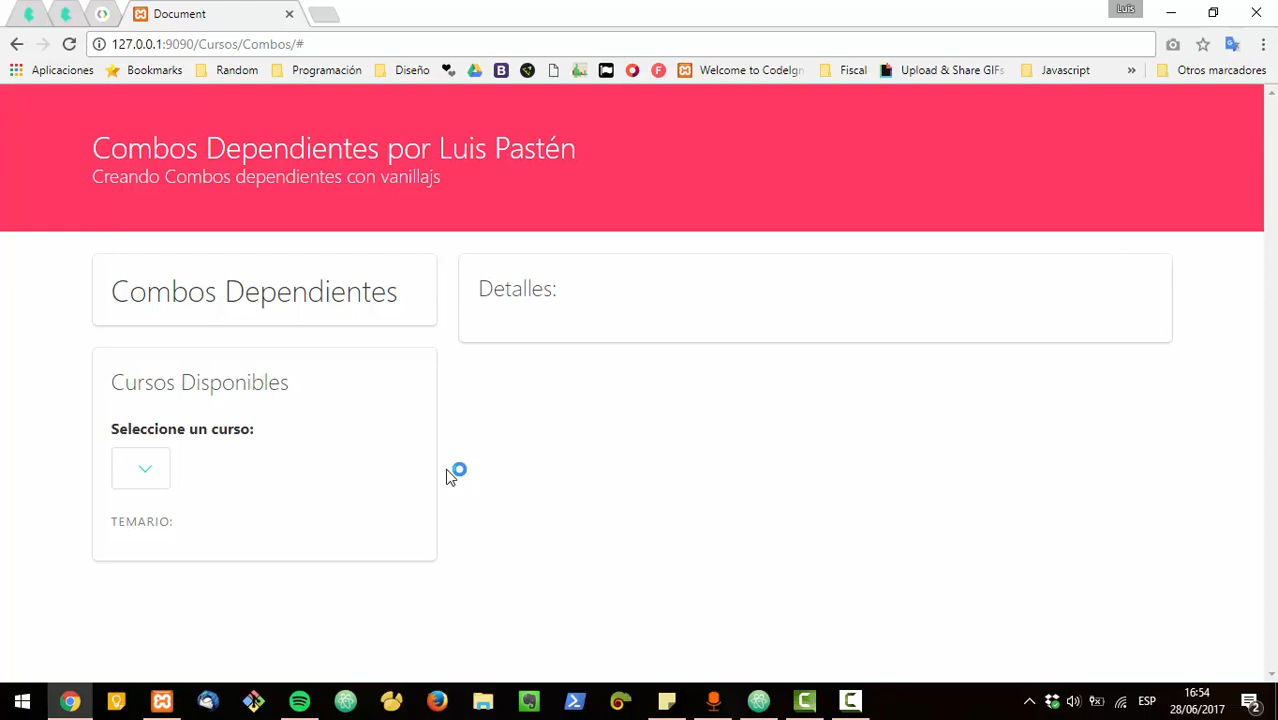 Document
Luis
127.0.0.1:9090/Cursos/Combos/#
Aplicaciones
Bookmarks
Random
Programación
Diseño
Welcome to CodeIgn
Fiscal
Upload & Share GIFs
Javascript
»
Otros marcadores
Combos Dependientes por Luis Pastén
Creando Combos dependientes con vanillajs
Combos Dependientes
Detalles:
Cursos Disponibles
Seleccione un curso:
TEMARIO:
ESP
16:54
28/06/2017
2